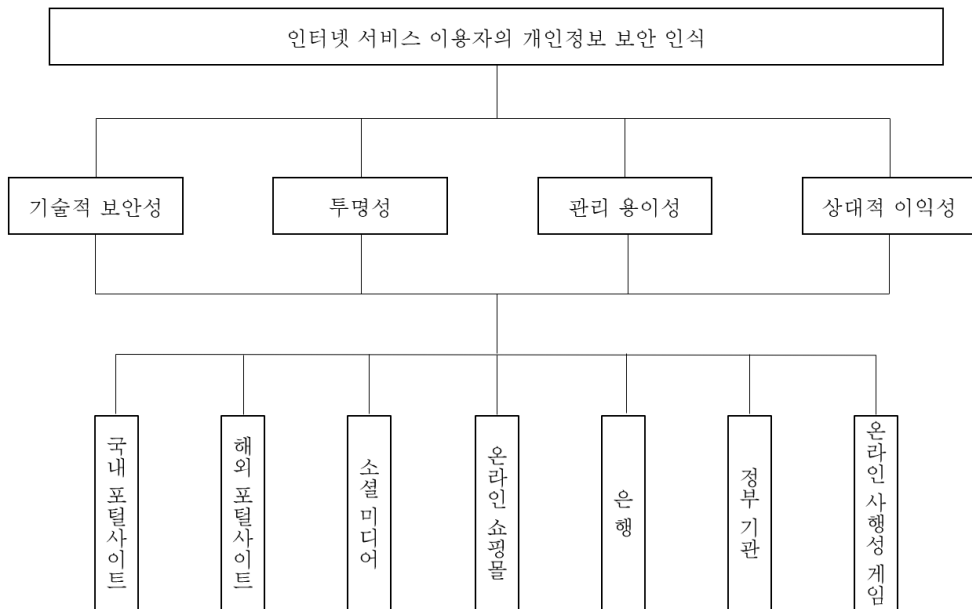 인터넷 서비스 이용자의 개인정보 보안 인식
기술적 보안성
투명성
관리 용이성
상대적 이익성
국내 포털사이트
해외 포털사이트
소셜 미디어
온라인 쇼핑몰
은행
정부 기관
온라인 사행성 게임